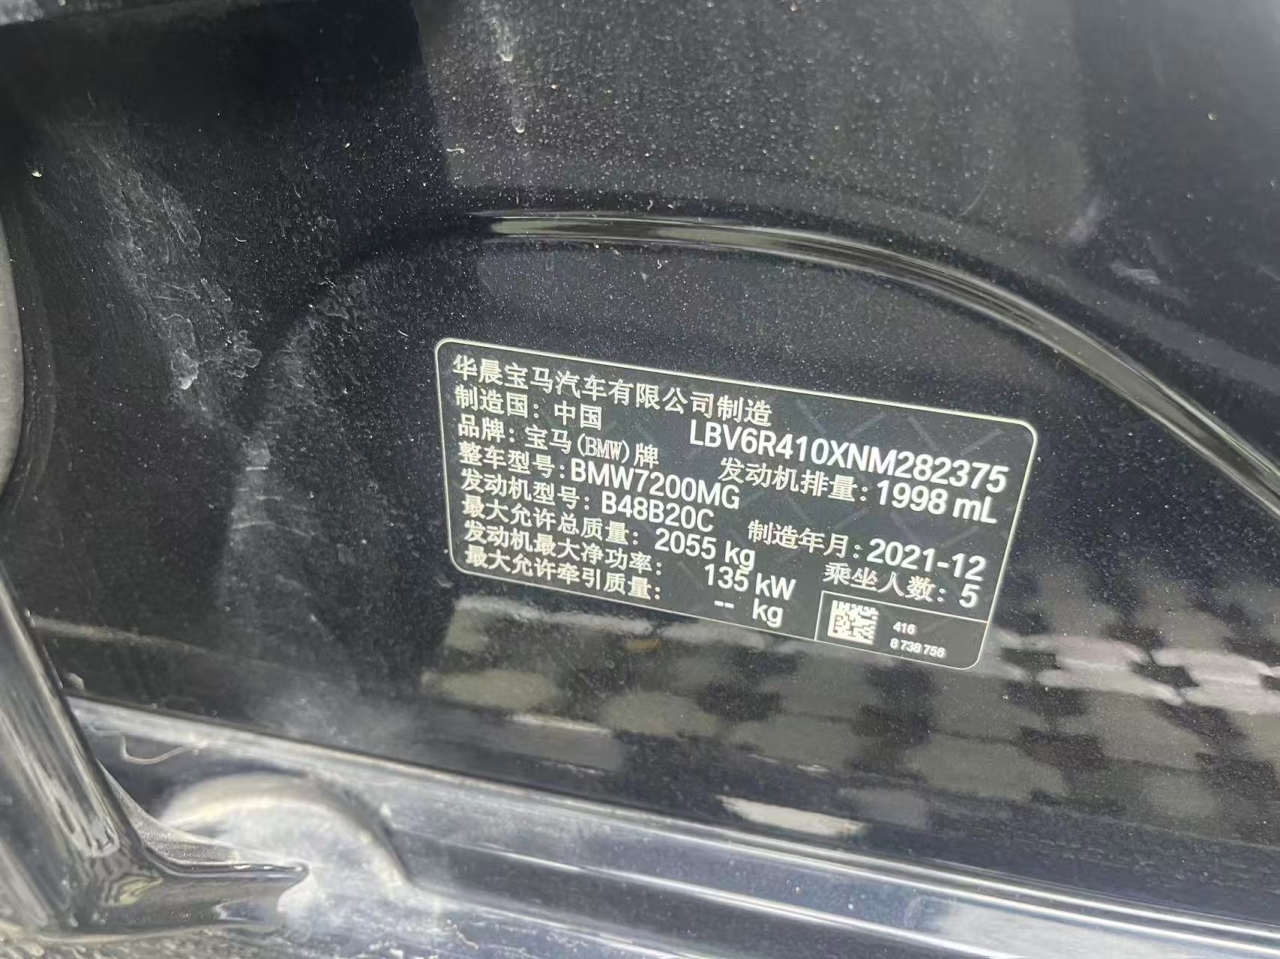 华晨宝马汽车有限公司制造
制造国：中国 LBV6R410XNM282375
品牌：宝马(BMW)牌 发动机排量：1998 mL
整车型号：BMW7200MG
发动机型号：B48B20C 制造年月：2021-12
最大允许总质量：2055 kg 乘坐人数：5
发动机最大净功率：135 kW
最大允许牵引质量：-- kg
416
8 738 756